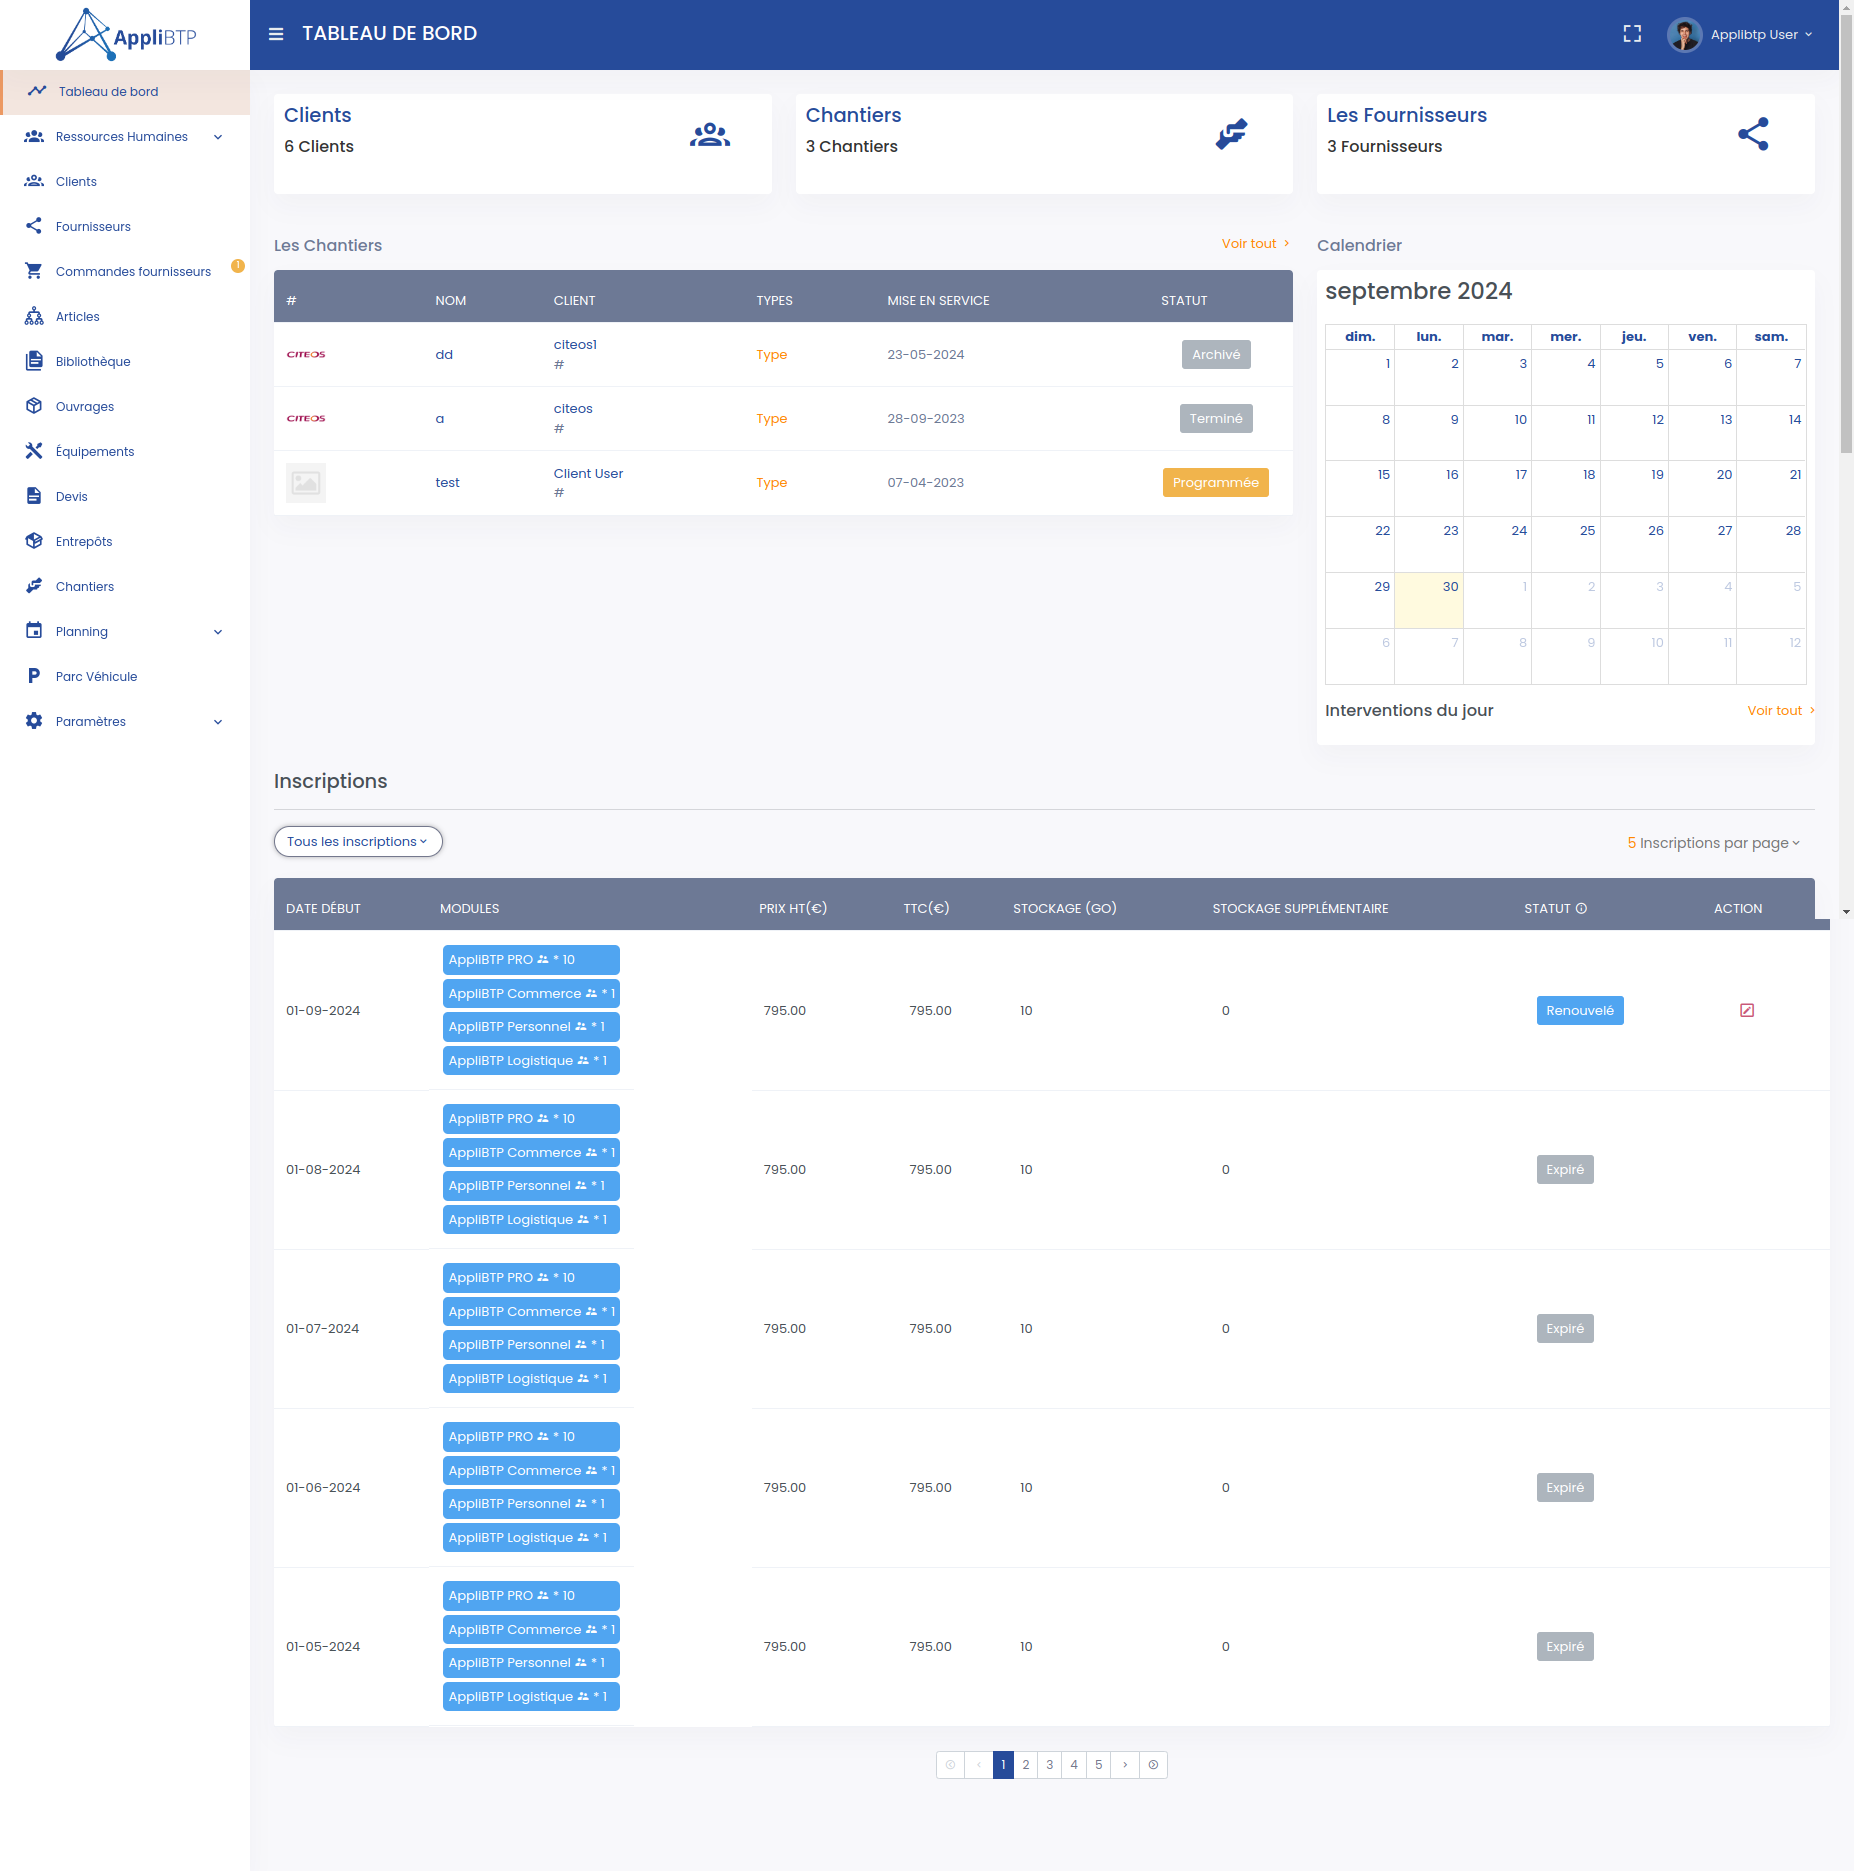 AppliBTP
TABLEAU DE BORD
Applibtp User
Tableau de bord
Ressources Humaines
Clients
Fournisseurs
Commandes fournisseurs 1
Articles
Bibliothèque
Ouvrages
Équipements
Devis
Entrepôts
Chantiers
Planning
P Parc Véhicule
Paramètres
Clients
6 Clients
Chantiers
3 Chantiers
Les Fournisseurs
3 Fournisseurs
Les Chantiers
Voir tout >
# NOM CLIENT TYPES MISE EN SERVICE STATUT
CITEOS dd citeos1 # Type 23-05-2024 Archivé
CITEOS a citeos # Type 28-09-2023 Terminé
test Client User # Type 07-04-2023 Programmée
Calendrier
septembre 2024
dim. lun. mar. mer. jeu. ven. sam.
1 2 3 4 5 6 7
8 9 10 11 12 13 14
15 16 17 18 19 20 21
22 23 24 25 26 27 28
29 30 1 2 3 4 5
6 7 8 9 10 11 12
Interventions du jour Voir tout >
Inscriptions
Tous les inscriptions
5 Inscriptions par page
DATE DÉBUT MODULES PRIX HT(€) TTC(€) STOCKAGE (GO) STOCKAGE SUPPLÉMENTAIRE STATUT ACTION
AppliBTP PRO * 10
AppliBTP Commerce * 1
01-09-2024 795.00 795.00 10 0 Renouvelé
AppliBTP Personnel * 1
AppliBTP Logistique * 1
AppliBTP PRO * 10
AppliBTP Commerce * 1
01-08-2024 795.00 795.00 10 0 Expiré
AppliBTP Personnel * 1
AppliBTP Logistique * 1
AppliBTP PRO * 10
AppliBTP Commerce * 1
01-07-2024 795.00 795.00 10 0 Expiré
AppliBTP Personnel * 1
AppliBTP Logistique * 1
AppliBTP PRO * 10
AppliBTP Commerce * 1
01-06-2024 795.00 795.00 10 0 Expiré
AppliBTP Personnel * 1
AppliBTP Logistique * 1
AppliBTP PRO * 10
AppliBTP Commerce * 1
01-05-2024 795.00 795.00 10 0 Expiré
AppliBTP Personnel * 1
AppliBTP Logistique * 1
‹ 1 2 3 4 5 ›